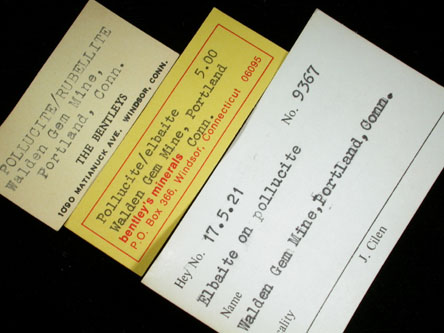 POLLUCITE/RUBELLITE
Walden Gem Mine,
Portland, Conn.
THE BENTLEYS
1090 MATIANUCK AVE. WINDSOR, CONN.
5.00
Pollucite/elbaite
Walden Gem Mine, Portland
Conn.
bentley's minerals
P.O. Box 366, Windsor, Connecticut 06095
Hey No. 17.5.21 No. 9367
Elbaite on pollucite
Name
Walden Gem Mine, Portland, Conn.
ality
J. Cilen